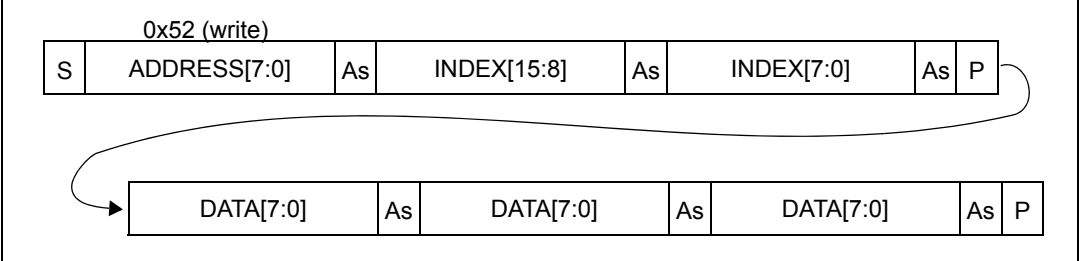 0x52 (write)
S ADDRESS[7:0] As INDEX[15:8] As INDEX[7:0] As P
DATA[7:0] As DATA[7:0] As DATA[7:0] As P